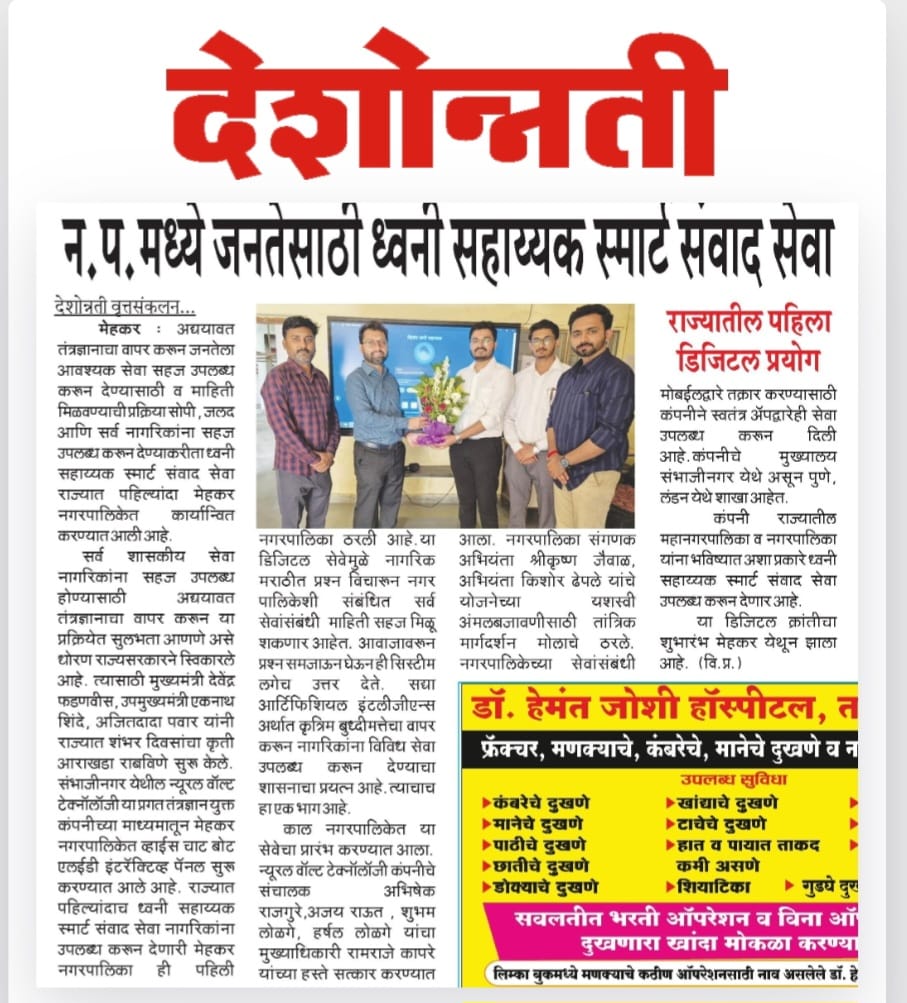 देशोन्नती
न.प.मध्ये जनतेसाठी ध्वनी सहाय्यक स्मार्ट संवाद सेवा
देशोन्नती वृत्तसंकलन...
मेहकर : अद्ययावत
तंत्रज्ञानाचा वापर करून जनतेला
आवश्यक सेवा सहज उपलब्ध
करून देण्यासाठी व माहिती
मिळवण्याची प्रक्रिया सोपी, जलद
आणि सर्व नागरिकांना सहज
उपलब्ध करून देण्याकरीता ध्वनी
सहाय्यक स्मार्ट संवाद सेवा
राज्यात पहिल्यांदा मेहकर
नगरपालिकेत कार्यान्वित
करण्यात आली आहे.
सर्व शासकीय सेवा
नागरिकांना सहज उपलब्ध
होण्यासाठी अद्ययावत
तंत्रज्ञानाचा वापर करून या
प्रक्रियेत सुलभता आणणे असे
धोरण राज्यसरकारने स्विकारले
आहे. त्यासाठी मुख्यमंत्री देवेंद्र
फडणवीस, उपमुख्यमंत्री एकनाथ
शिंदे, अजितदादा पवार यांनी
राज्यात शंभर दिवसांचा कृती
आराखडा राबविणे सुरू केले.
संभाजीनगर येथील न्यूरल वॉल्ट
टेक्नॉलॉजी या प्रगत तंत्रज्ञान युक्त
कंपनीच्या माध्यमातून मेहकर
नगरपालिकेत व्हाईस चाट बोट
एलईडी इंटरॅक्टिव्ह पॅनल सुरू
करण्यात आले आहे. राज्यात
पहिल्यांदाच ध्वनी सहाय्यक
स्मार्ट संवाद सेवा नागरिकांना
उपलब्ध करून देणारी मेहकर
नगरपालिका ही पहिली
नगरपालिका ठरली आहे.या
डिजिटल सेवेमुळे नागरिक
मराठीत प्रश्न विचारून नगर
पालिकेशी संबंधित सर्व
सेवांसंबंधी माहिती सहज मिळू
शकणार आहेत. आवाजावरून
प्रश्न समजाऊन घेऊन ही सिस्टीम
लगेच उत्तर देते. सद्या
आर्टिफिशियल इंटलीजीएन्स
अर्थात कृत्रिम बुध्दीमत्तेचा वापर
करून नागरिकांना विविध सेवा
उपलब्ध करून देण्याचा
शासनाचा प्रयत्न आहे. त्याचाच
हा एक भाग आहे.
काल नगरपालिकेत या
सेवेचा प्रारंभ करण्यात आला.
न्यूरल वॉल्ट टेक्नॉलॉजी कंपनीचे
संचालक अभिषेक
राजगुरे,अजय राऊत , शुभम
लोळगे, हर्षल लोळगे यांचा
मुख्याधिकारी रामराजे कापरे
यांच्या हस्ते सत्कार करण्यात
आला. नगरपालिका संगणक
अभियंता श्रीकृष्ण जैवाळ,
अभियंता किशोर ढेपले यांचे
योजनेच्या यशस्वी
अंमलबजावणीसाठी तांत्रिक
मार्गदर्शन मोलाचे ठरले.
नगरपालिकेच्या सेवांसंबंधी
राज्यातील पहिला
डिजिटल प्रयोग
मोबईलद्वारे तक्रार करण्यासाठी
कंपनीने स्वतंत्र ॲपद्वारेही सेवा
उपलब्ध करून दिली
आहे.कंपनीचे मुख्यालय
संभाजीनगर येथे असून पुणे,
लंडन येथे शाखा आहेत.
कंपनी राज्यातील
महानगरपालिका व नगरपालिका
यांना भविष्यात अशा प्रकारे ध्वनी
सहाय्यक स्मार्ट संवाद सेवा
उपलब्ध करून देणार आहे.
या डिजिटल क्रांतीचा
शुभारंभ मेहकर येथून झाला
आहे. (वि.प्र.)
डॉ. हेमंत जोशी हॉस्पीटल, त
फ्रॅक्चर, मणक्याचे, कंबरेचे, मानेचे दुखणे व न
उपलब्ध सुविधा
▶कंबरेचे दुखणे ▶खांद्याचे दुखणे
▶मानेचे दुखणे ▶टाचेचे दुखणे
▶पाठीचे दुखणे ▶हात व पायात ताकद
▶छातीचे दुखणे कमी असणे
▶डोक्याचे दुखणे ▶शियाटिका ▶ गुडघे दुख
सवलतीत भरती ऑपरेशन व बिना ऑ
दुखणारा खांदा मोकळा करण्या
लिम्का बुकमध्ये मणक्याचे कठीण ऑपरेशनसाठी नाव असलेले डॉ. हे